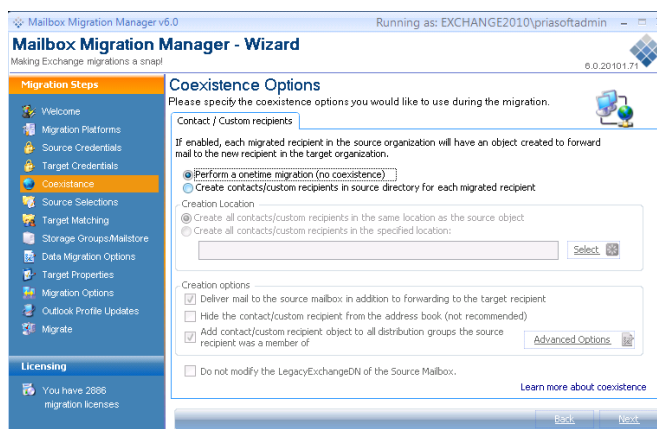 Mailbox Migration Manager v6.0
Running as: EXCHANGE2010\priasoftadmin
Mailbox Migration Manager - Wizard
Making Exchange migrations a snap!
6.0.20101.71
Migration Steps
Welcome
Migration Platforms
Source Credentials
Target Credentials
Coexistance
Source Selections
Target Matching
Storage Groups/Mailstore
Data Migration Options
Target Properties
Migration Options
Outlook Profile Updates
Migrate
Licensing
You have 2886
migration licenses
Coexistence Options
Please specify the coexistence options you would like to use during the migration.
Contact / Custom recipients
If enabled, each migrated recipient in the source organization will have an object created to forward
mail to the new recipient in the target organization.
Perform a onetime migration (no coexistence)
Create contacts/custom recipients in source directory for each migrated recipient
Creation Location
Create all contacts/custom recipients in the same location as the source object
Create all contacts/custom recipients in the specified location:
Select
Creation options
Deliver mail to the source mailbox in addition to forwarding to the target recipient
Hide the contact/custom recipient from the address book (not recommended)
Add contact/custom recipient object to all distribution groups the source
recipient was a member of
Advanced Options
Do not modify the LegacyExchangeDN of the Source Mailbox.
Learn more about coexistence
Back
Next